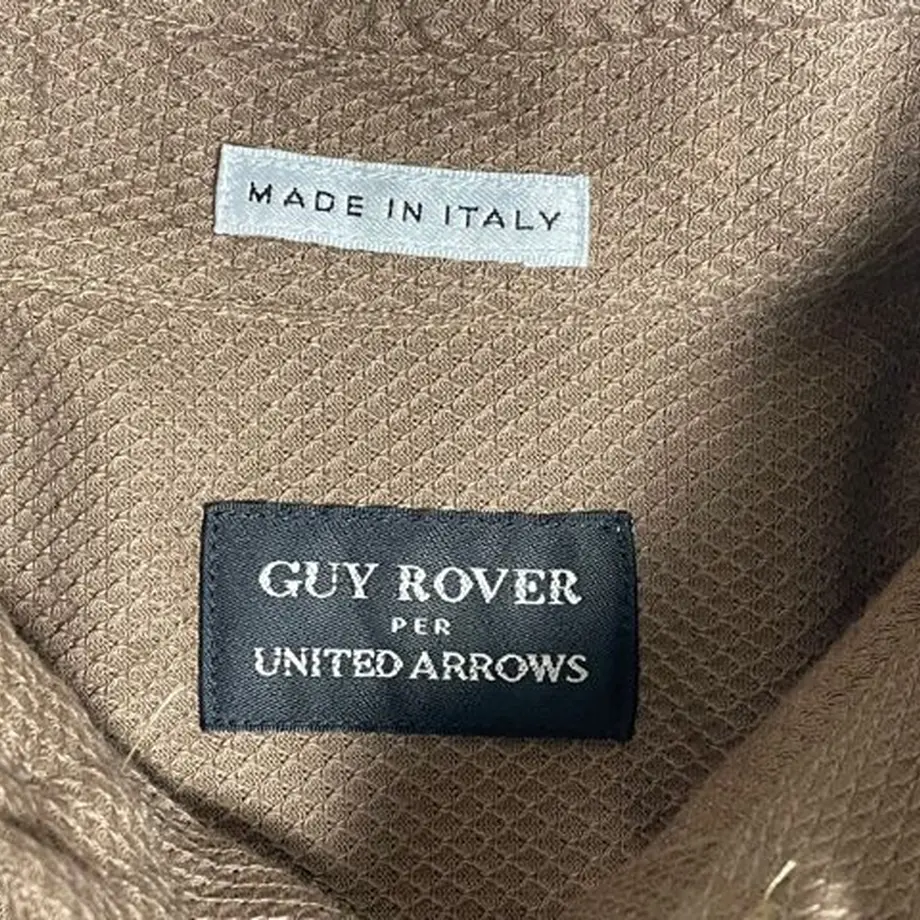 MADE IN ITALY
GUY ROVER
PER
UNITED ARROWS